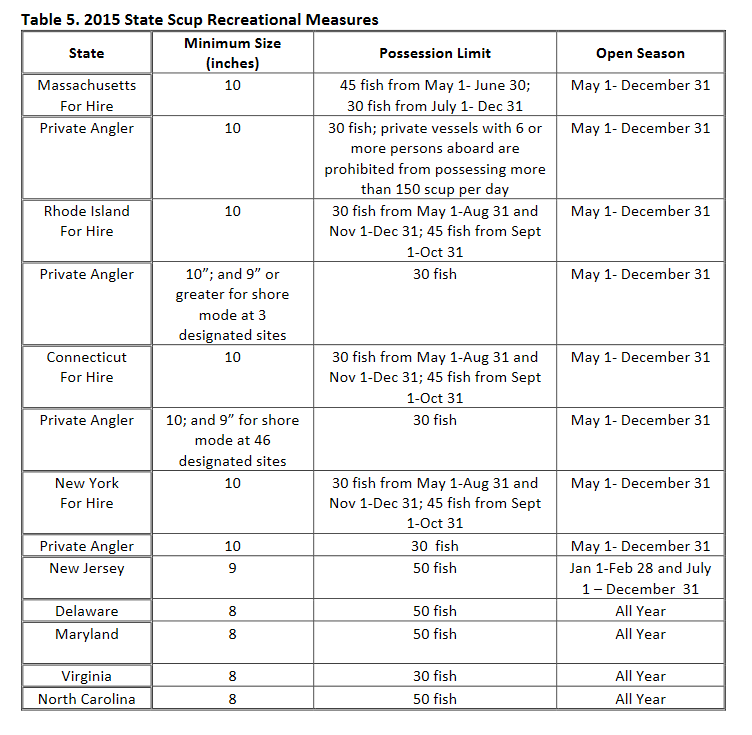 Table 5. 2015 State Scup Recreational Measures
State
Minimum Size
(inches)
Possession Limit
Open Season
Massachusetts
For Hire
10
45 fish from May 1- June 30;
30 fish from July 1- Dec 31
May 1- December 31
Private Angler
10
30 fish; private vessels with 6 or
more persons aboard are
prohibited from possessing more
than 150 scup per day
May 1- December 31
Rhode Island
For Hire
10
30 fish from May 1-Aug 31 and
Nov 1-Dec 31; 45 fish from Sept
1-Oct 31
May 1- December 31
Private Angler
10”; and 9” or
greater for shore
mode at 3
designated sites
30 fish
May 1- December 31
Connecticut
For Hire
10
30 fish from May 1-Aug 31 and
Nov 1-Dec 31; 45 fish from Sept
1-Oct 31
May 1- December 31
Private Angler
10; and 9” for shore
mode at 46
designated sites
30 fish
May 1- December 31
New York
For Hire
10
30 fish from May 1-Aug 31 and
Nov 1-Dec 31; 45 fish from Sept
1-Oct 31
May 1- December 31
Private Angler
10
30 fish
May 1- December 31
New Jersey
9
50 fish
Jan 1-Feb 28 and July
1 – December 31
Delaware
8
50 fish
All Year
Maryland
8
50 fish
All Year
Virginia
8
30 fish
All Year
North Carolina
8
50 fish
All Year